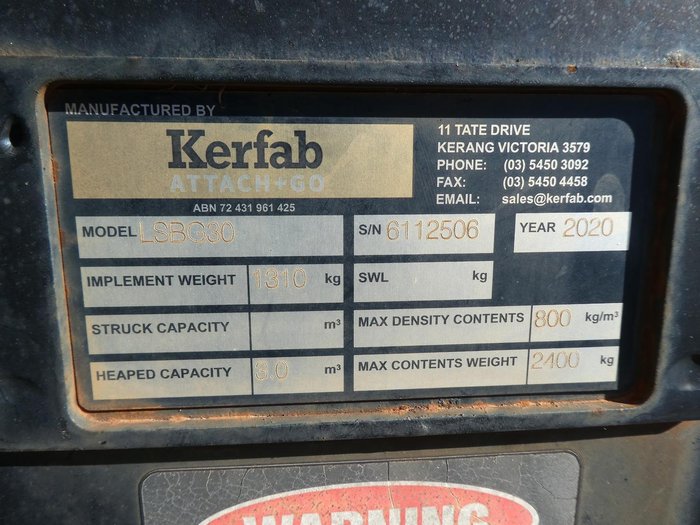 MANUFACTURED BY
Kerfab
ATTACH+GO
ABN 72 431 961 425
11 TATE DRIVE
KERANG VICTORIA 3579
PHONE: (03) 5450 3092
FAX: (03) 5450 4458
EMAIL: sales@kerfab.com
MODEL LSBG30
S/N 6112506
YEAR 2020
IMPLEMENT WEIGHT 1310 kg
SWL kg
STRUCK CAPACITY m³
MAX DENSITY CONTENTS 800 kg/m³
HEAPED CAPACITY 3.0 m³
MAX CONTENTS WEIGHT 2400 kg
WARNING